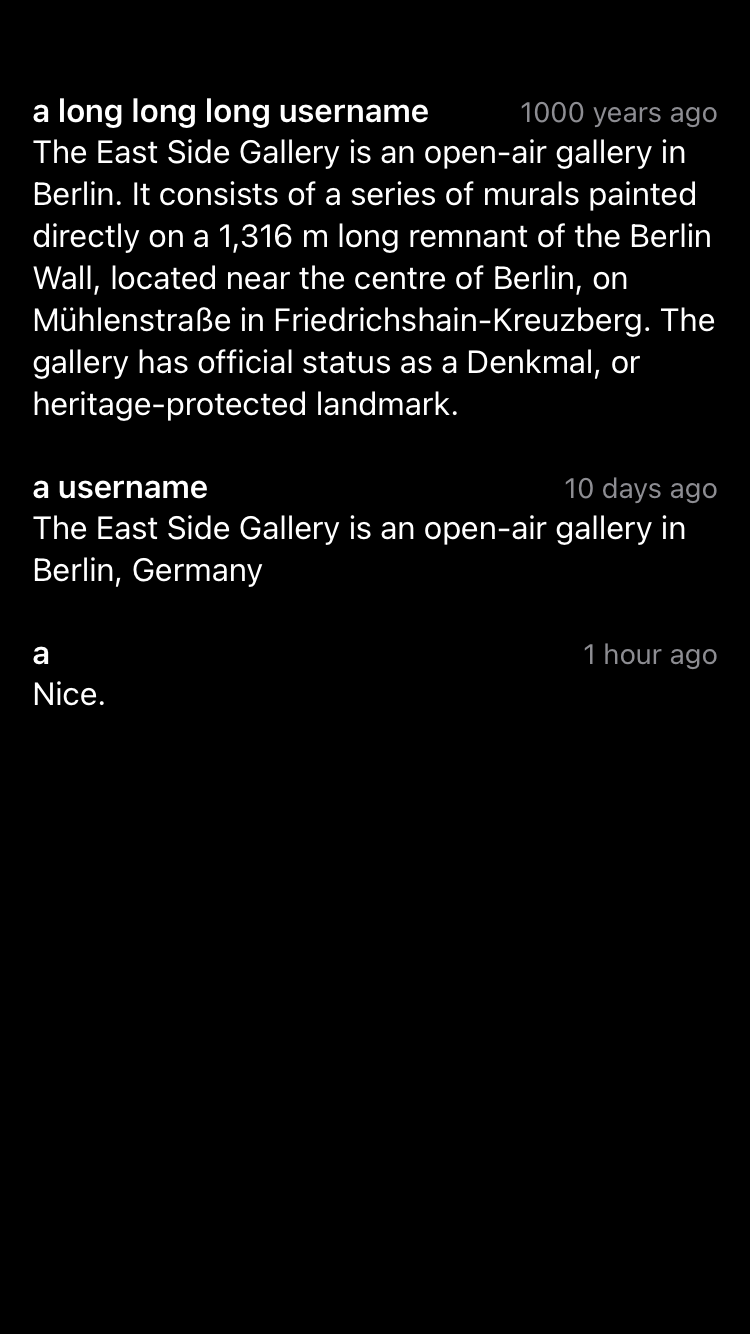 a long long long username 1000 years ago
The East Side Gallery is an open-air gallery in
Berlin. It consists of a series of murals painted
directly on a 1,316 m long remnant of the Berlin
Wall, located near the centre of Berlin, on
Mühlenstraße in Friedrichshain-Kreuzberg. The
gallery has official status as a Denkmal, or
heritage-protected landmark.
a username 10 days ago
The East Side Gallery is an open-air gallery in
Berlin, Germany
a 1 hour ago
Nice.